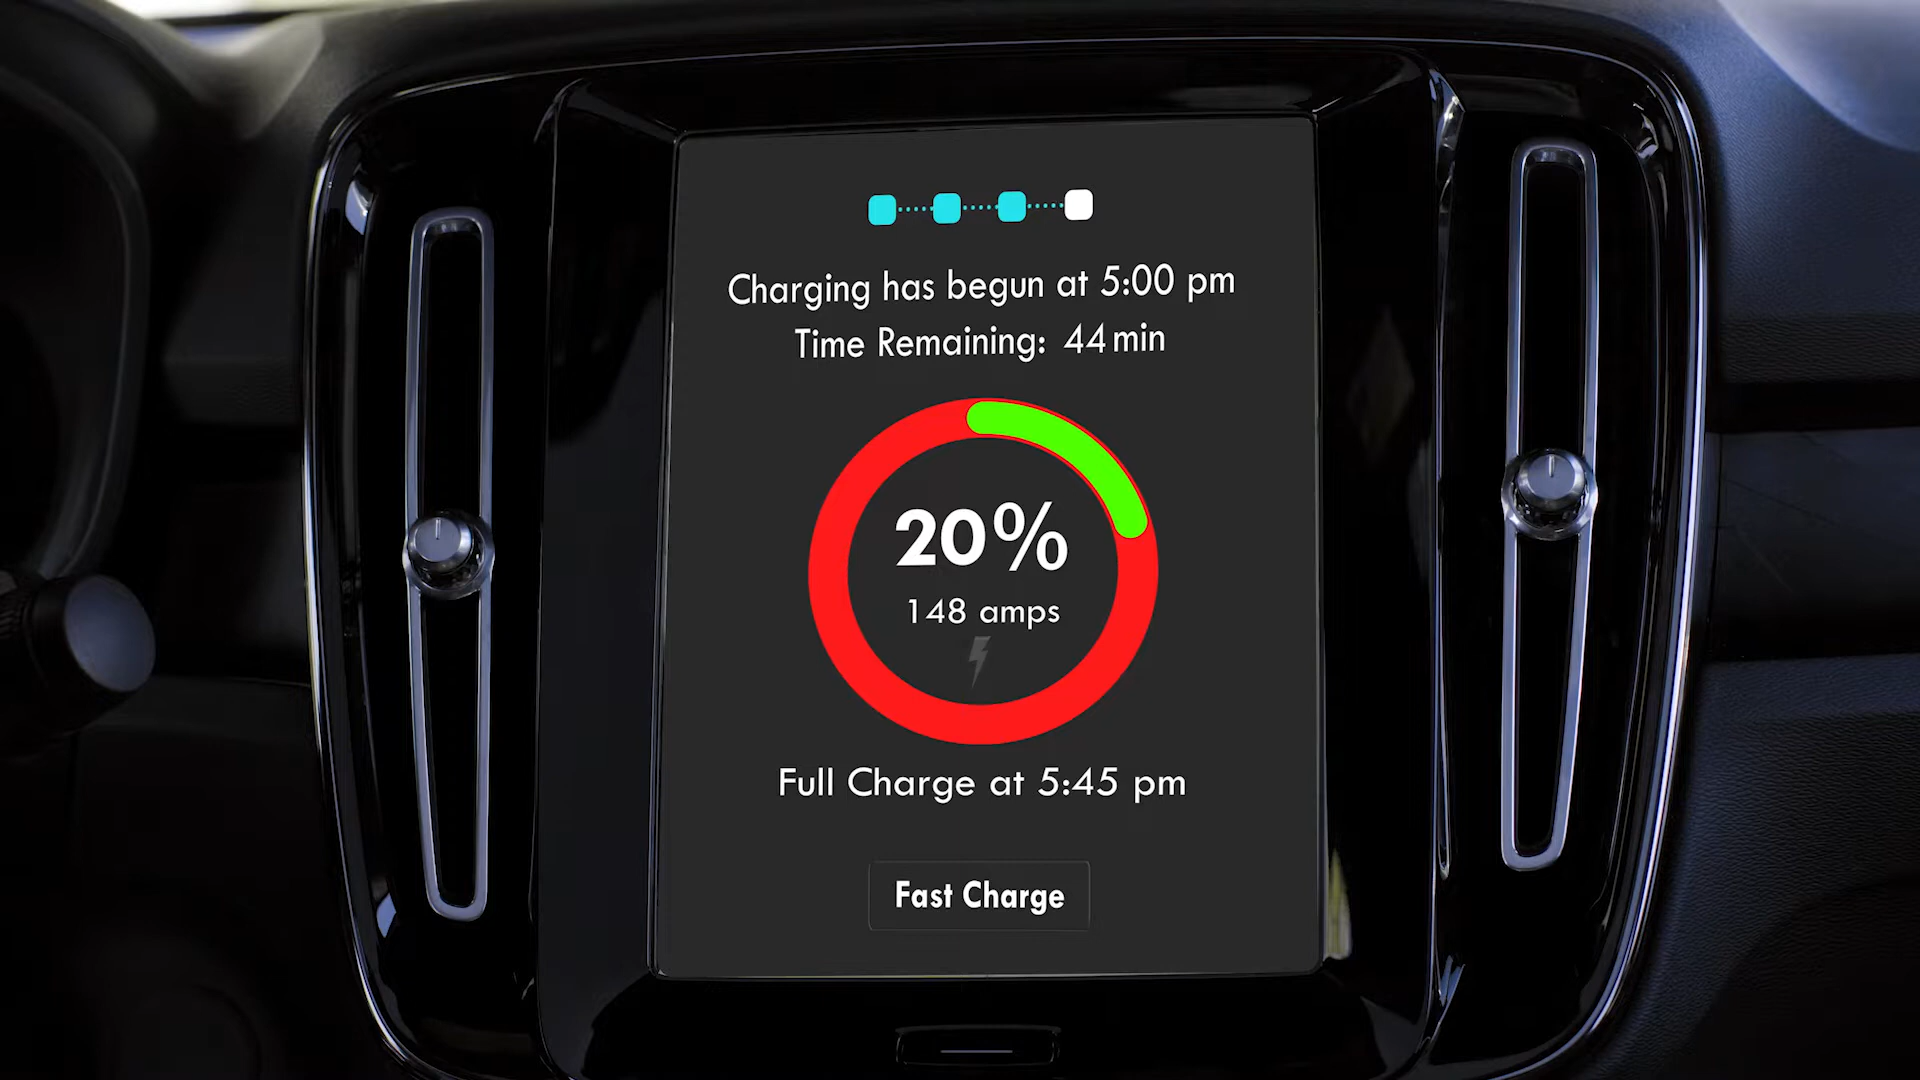 Charging has begun at 5:00 pm
Time Remaining: 44 min
20%
148 amps
Full Charge at 5:45 pm
Fast Charge